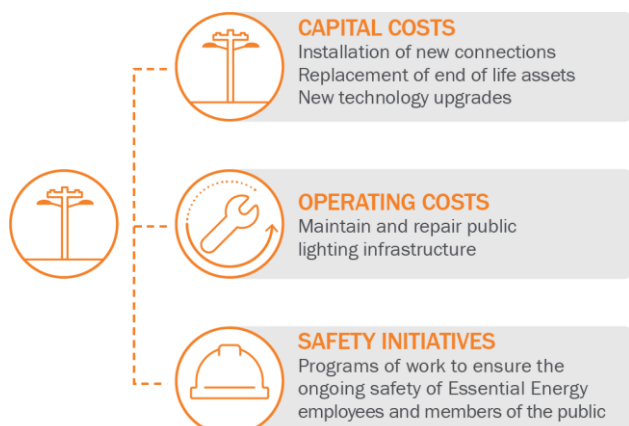 CAPITAL COSTS
Installation of new connections
Replacement of end of life assets
New technology upgrades
OPERATING COSTS
Maintain and repair public
lighting infrastructure
SAFETY INITIATIVES
Programs of work to ensure the
ongoing safety of Essential Energy
employees and members of the public